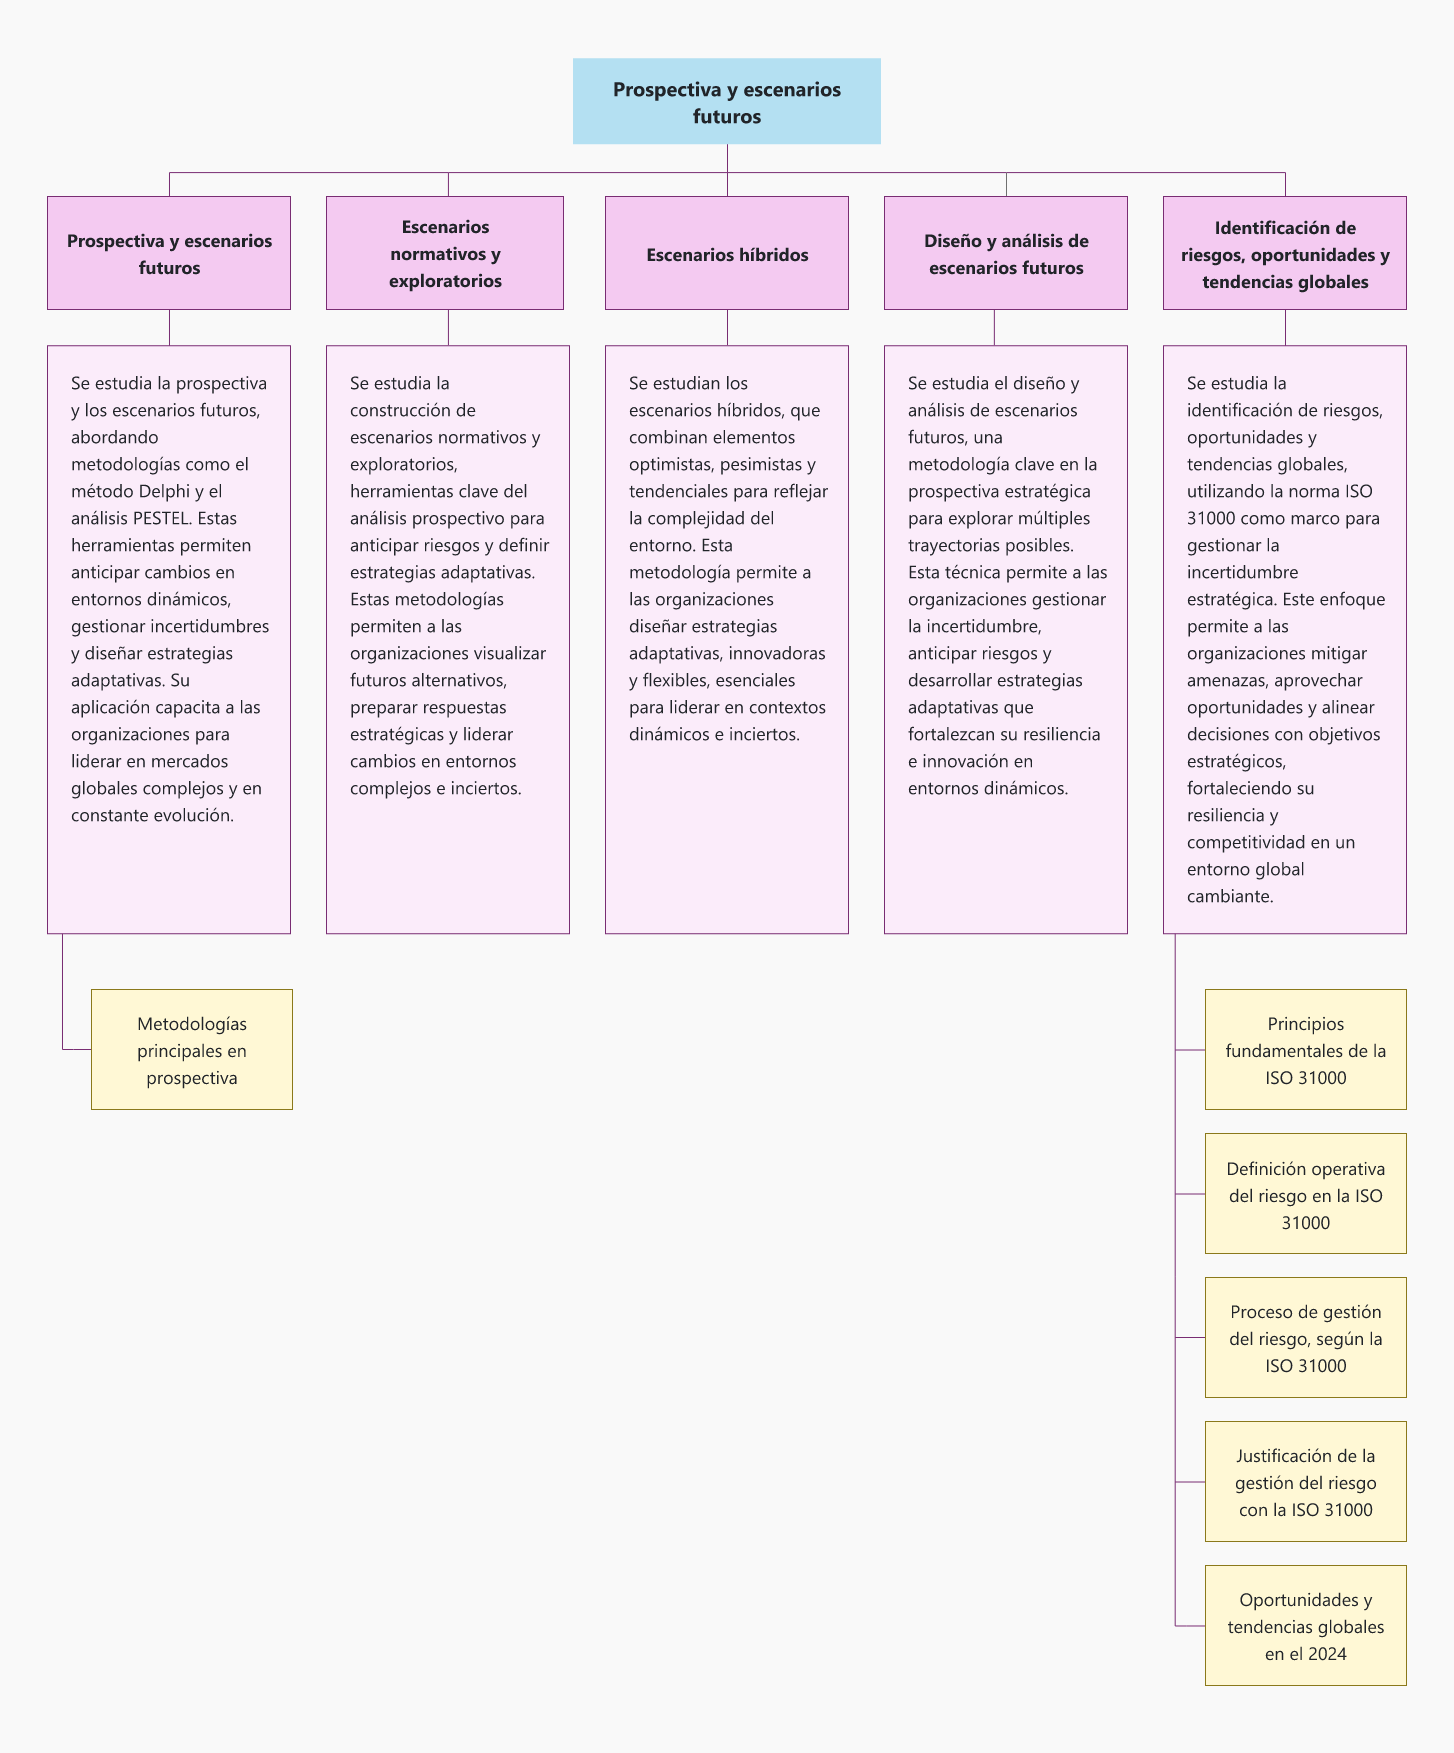 Prospectiva y escenarios
futuros
Prospectiva y escenarios
futuros
Escenarios
normativos y
exploratorios
Escenarios híbridos
Diseño y análisis de
escenarios futuros
Identificación de
riesgos, oportunidades y
tendencias globales
Se estudia la prospectiva
y los escenarios futuros,
abordando
metodologías como el
método Delphi y el
análisis PESTEL. Estas
herramientas permiten
anticipar cambios en
entornos dinámicos,
gestionar incertidumbres
y diseñar estrategias
adaptativas. Su
aplicación capacita a las
organizaciones para
liderar en mercados
globales complejos y en
constante evolución.
Se estudia la
construcción de
escenarios normativos y
exploratorios,
herramientas clave del
análisis prospectivo para
anticipar riesgos y definir
estrategias adaptativas.
Estas metodologías
permiten a las
organizaciones visualizar
futuros alternativos,
preparar respuestas
estratégicas y liderar
cambios en entornos
complejos e inciertos.
Se estudian los
escenarios híbridos, que
combinan elementos
optimistas, pesimistas y
tendenciales para reflejar
la complejidad del
entorno. Esta
metodología permite a
las organizaciones
diseñar estrategias
adaptativas, innovadoras
y flexibles, esenciales
para liderar en contextos
dinámicos e inciertos.
Se estudia el diseño y
análisis de escenarios
futuros, una
metodología clave en la
prospectiva estratégica
para explorar múltiples
trayectorias posibles.
Esta técnica permite a las
organizaciones gestionar
la incertidumbre,
anticipar riesgos y
desarrollar estrategias
adaptativas que
fortalezcan su resiliencia
e innovación en
entornos dinámicos.
Se estudia la
identificación de riesgos,
oportunidades y
tendencias globales,
utilizando la norma ISO
31000 como marco para
gestionar la
incertidumbre
estratégica. Este enfoque
permite a las
organizaciones mitigar
amenazas, aprovechar
oportunidades y alinear
decisiones con objetivos
estratégicos,
fortaleciendo su
resiliencia y
competitividad en un
entorno global
cambiante.
Metodologías
principales en
prospectiva
Principios
fundamentales de la
ISO 31000
Definición operativa
del riesgo en la ISO
31000
Proceso de gestión
del riesgo, según la
ISO 31000
Justificación de la
gestión del riesgo
con la ISO 31000
Oportunidades y
tendencias globales
en el 2024